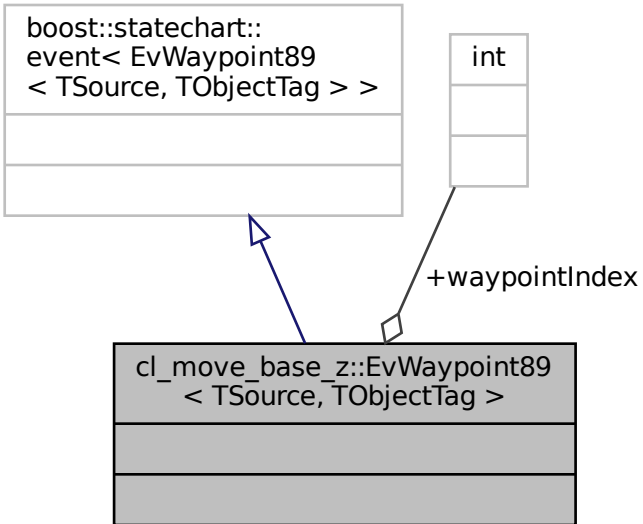 boost::statechart::
event< EvWaypoint89
< TSource, TObjectTag > >
int
+waypointIndex
cl_move_base_z::EvWaypoint89
< TSource, TObjectTag >